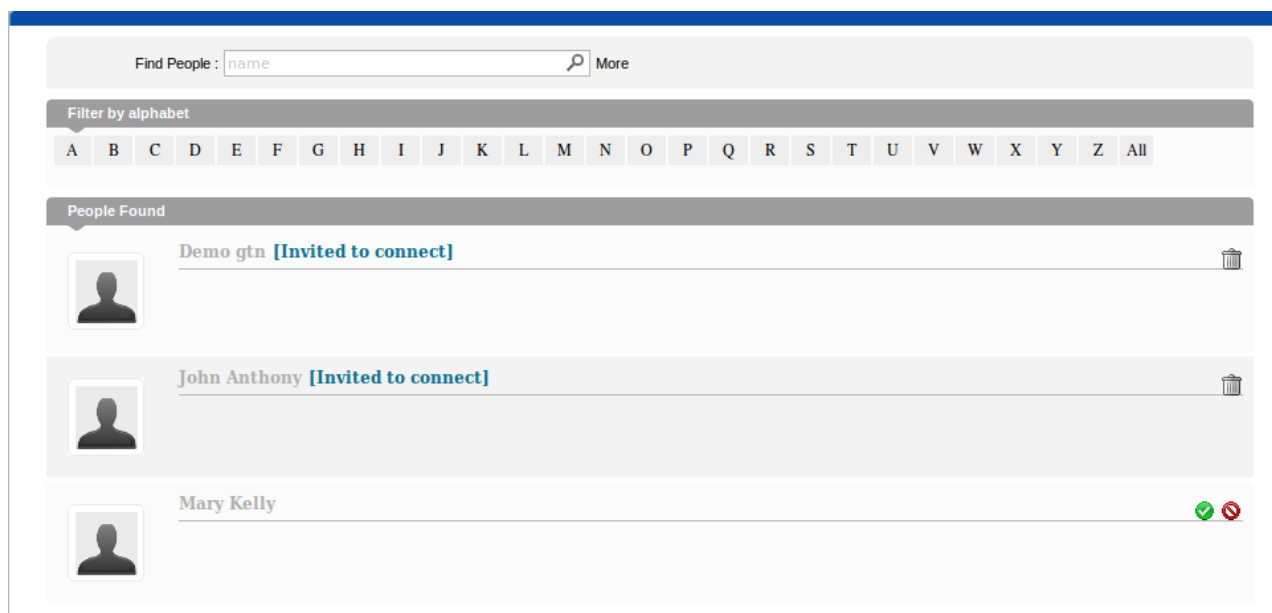 Find People : name More
Filter by alphabet
A B C D E F G H I J K L M N O P Q R S T U V W X Y Z All
People Found
Demo gtn [Invited to connect]
John Anthony [Invited to connect]
Mary Kelly